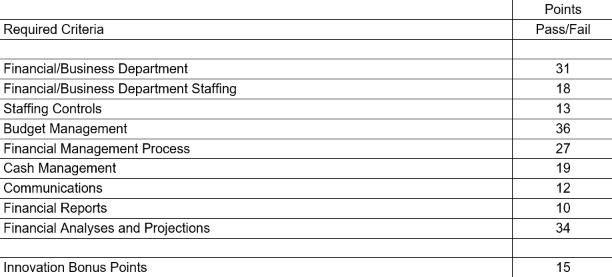 Points
Required Criteria Pass/Fail
Financial/Business Department 31
Financial/Business Department Staffing 18
Staffing Controls 13
Budget Management 36
Financial Management Process 27
Cash Management 19
Communications 12
Financial Reports 10
Financial Analyses and Projections 34
Innovation Bonus Points 15